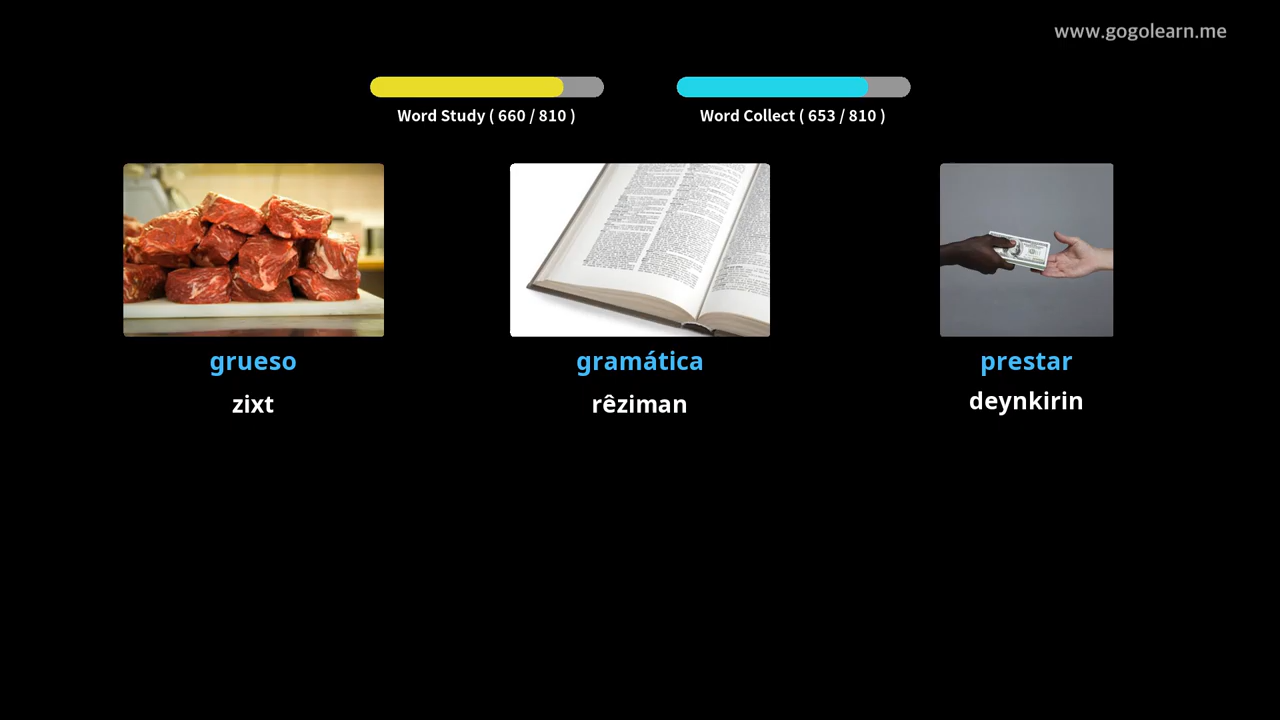 www.gogolearn.me
Word Study ( 660 / 810 )
Word Collect ( 653 / 810 )
grueso
gramática
prestar
zixt
rêziman
deynkirin